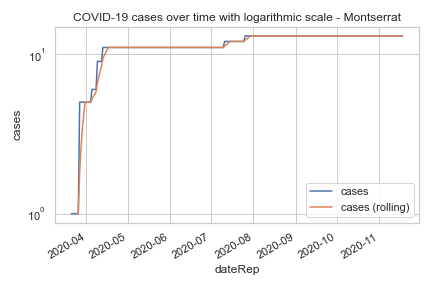 COVID-19 cases over time with logarithmic scale - Montserrat
10¹
10⁰
cases
cases
cases (rolling)
2020-04
2020-05
2020-06
2020-07
2020-08
2020-09
2020-10
2020-11
dateRep